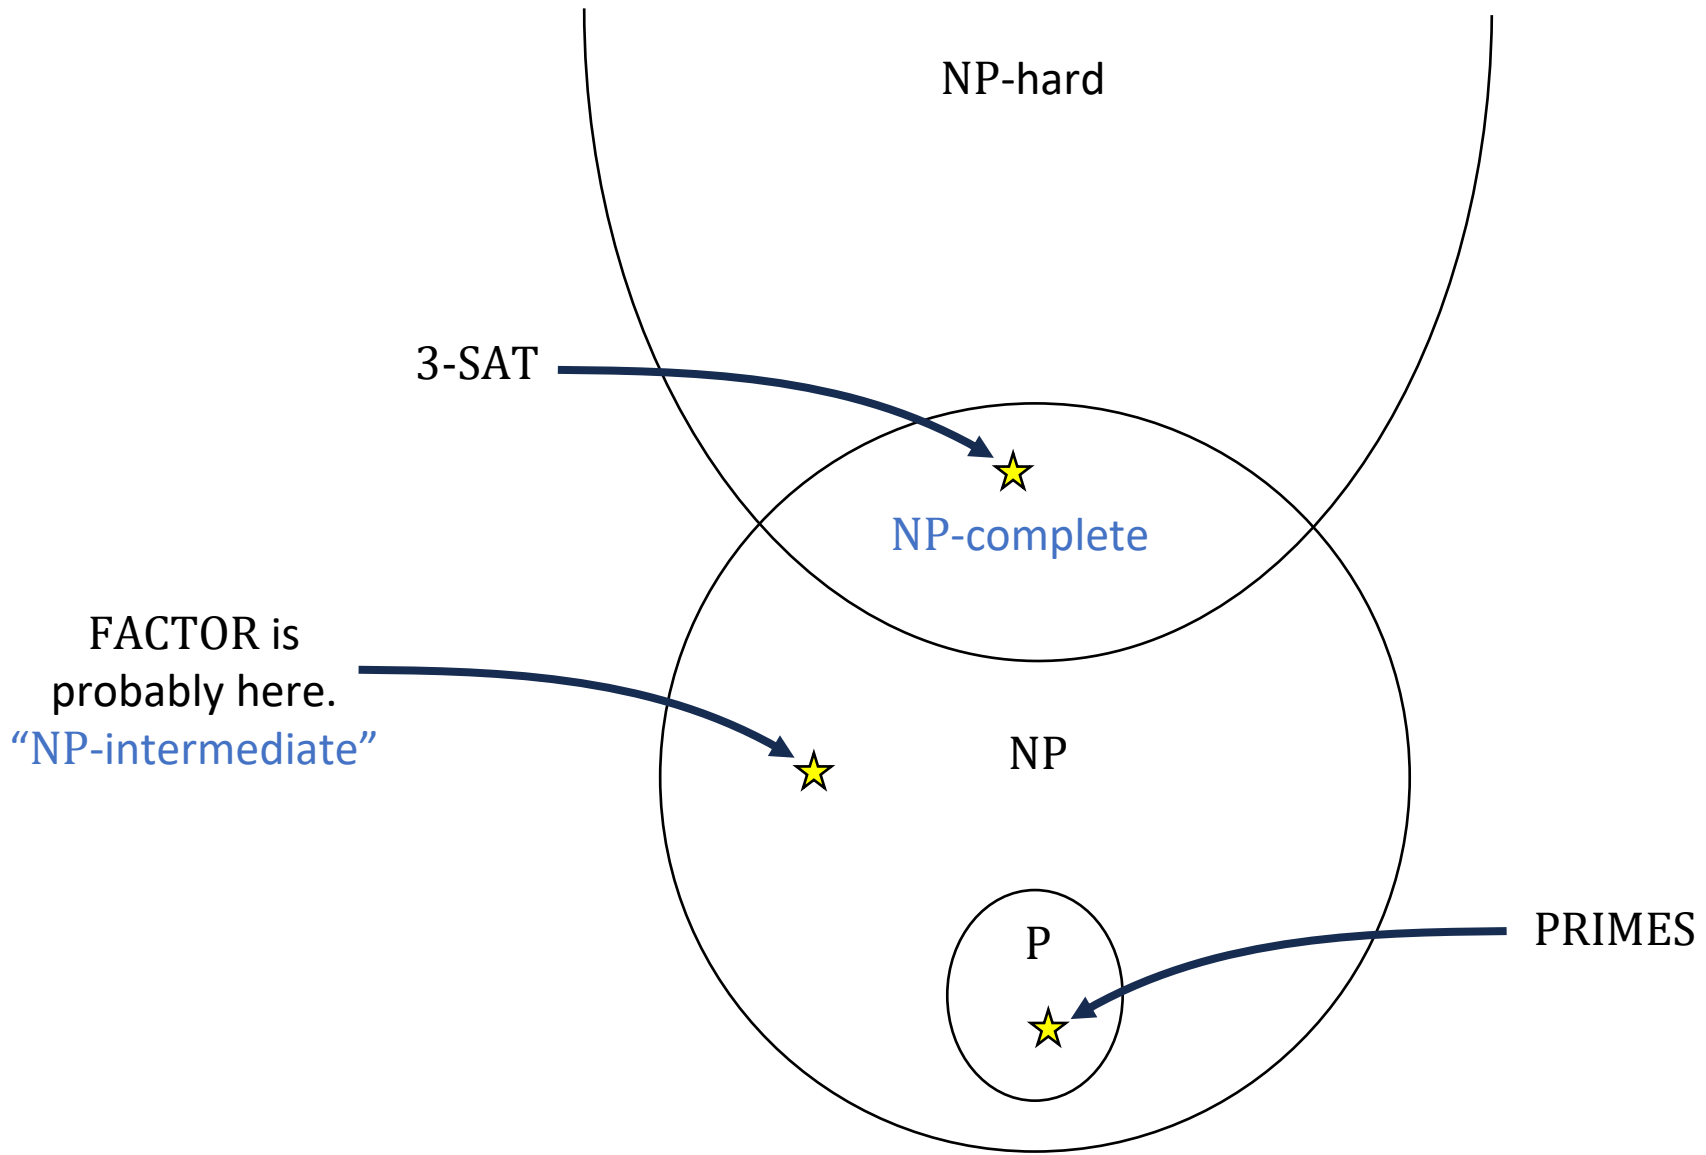 NP-hard
3-SAT
NP-complete
FACTOR is
probably here.
“NP-intermediate”
NP
P
PRIMES